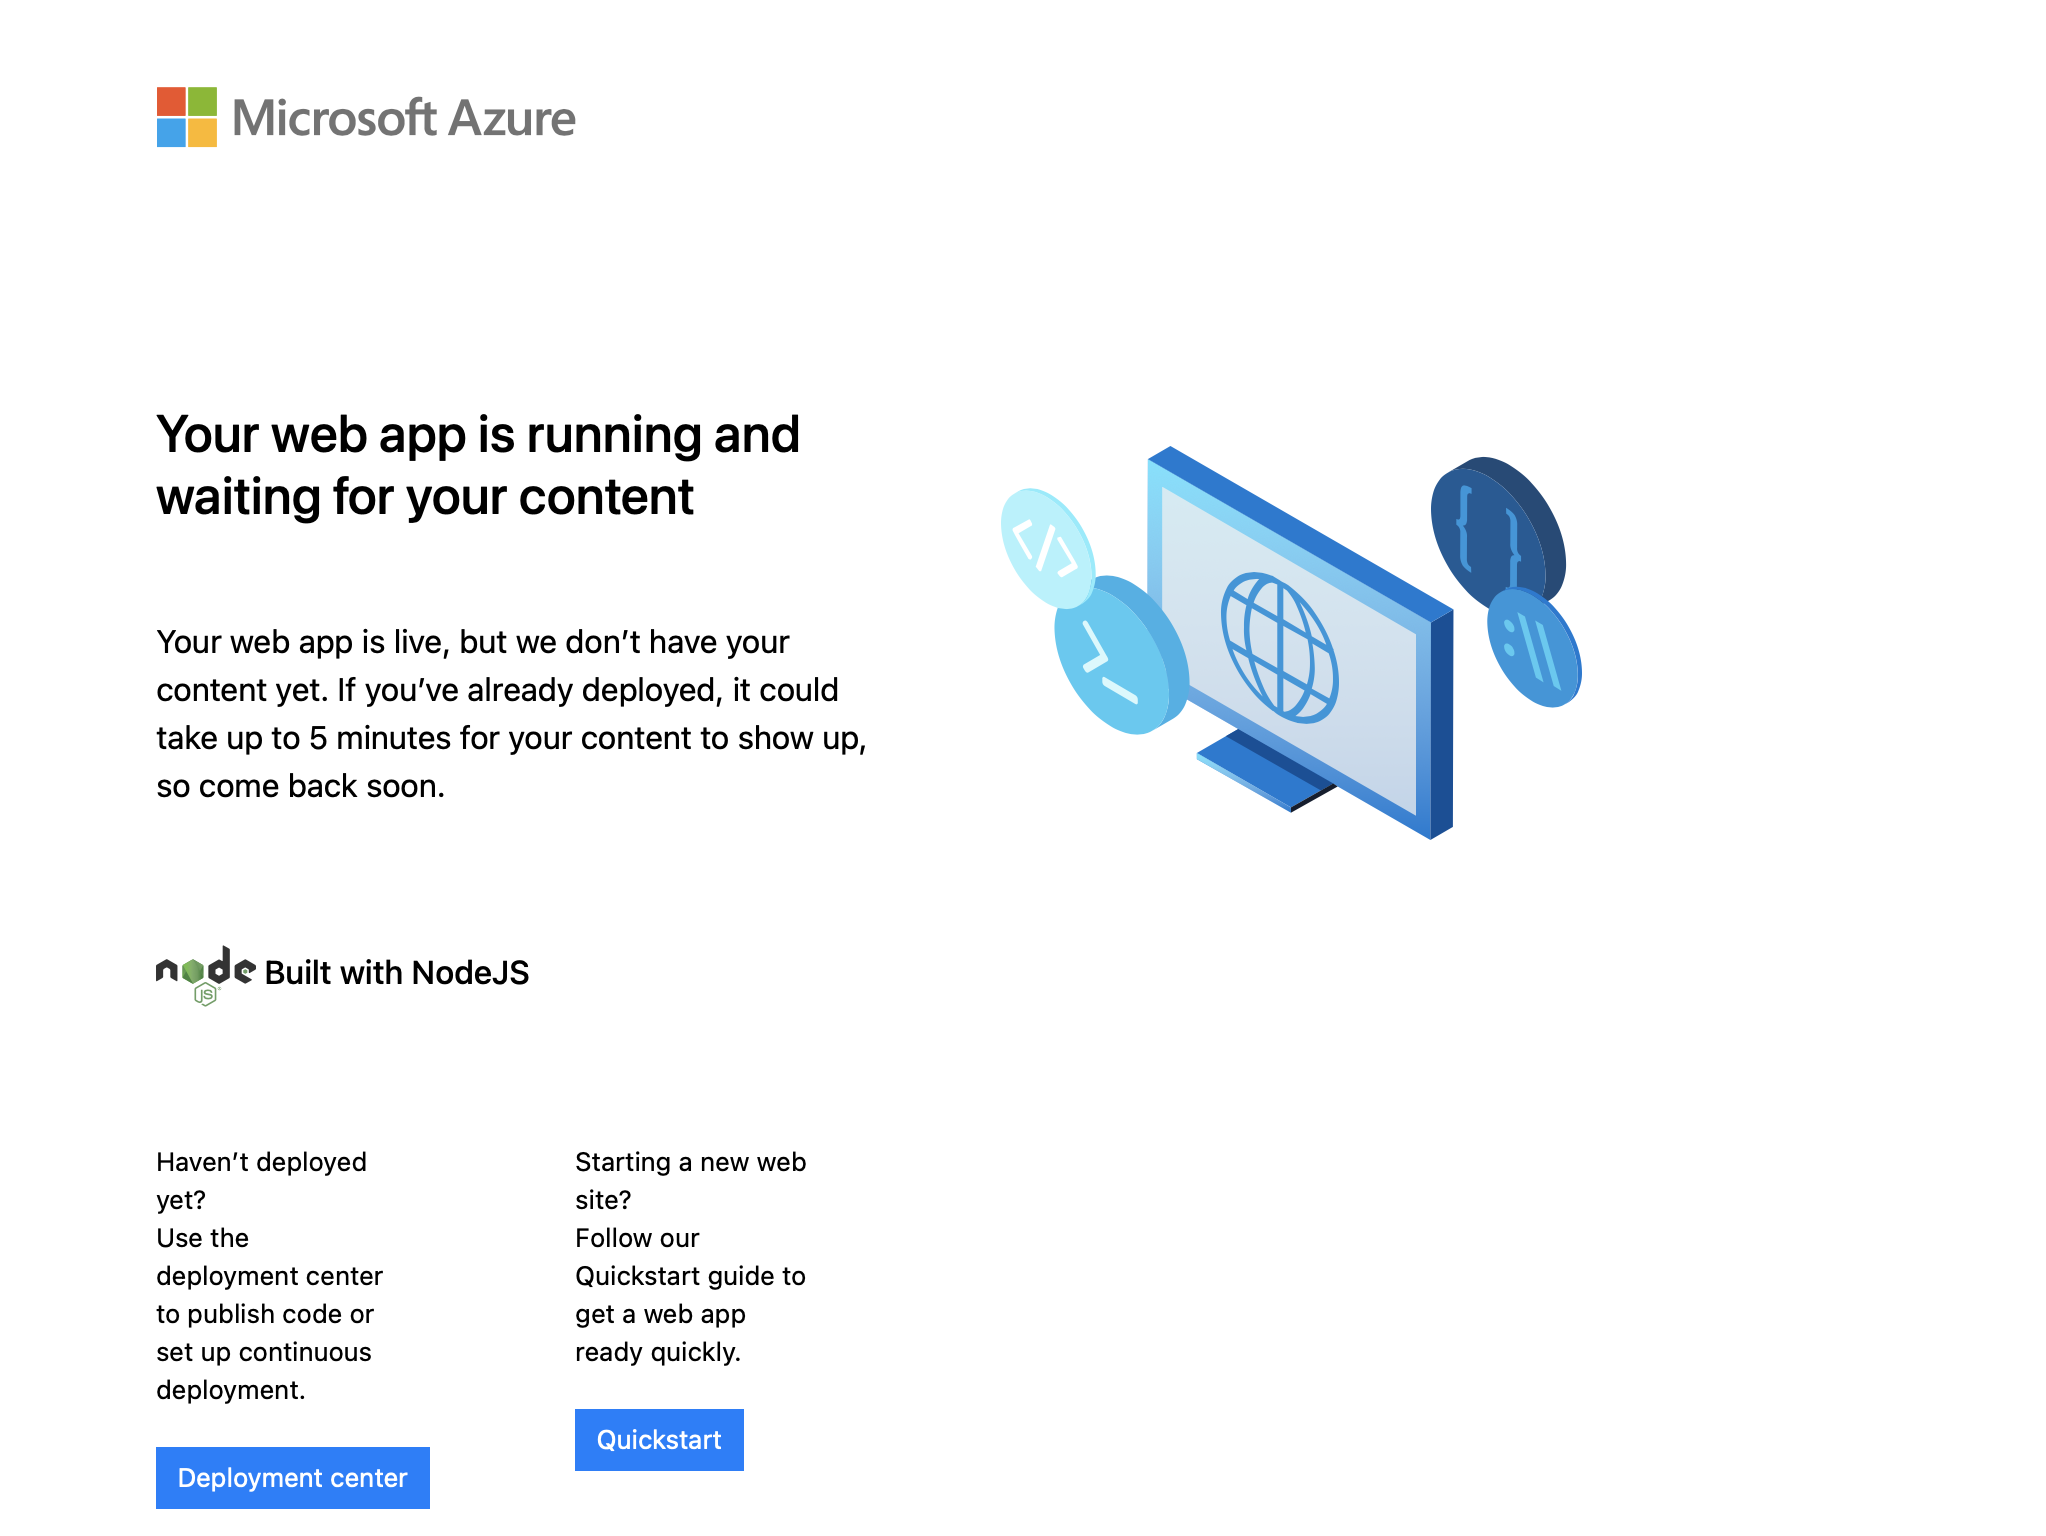 Microsoft Azure
Your web app is running and
waiting for your content
Your web app is live, but we don’t have your
content yet. If you’ve already deployed, it could
take up to 5 minutes for your content to show up,
so come back soon.
</>
>_
{ }
:\\
node
JS
Built with NodeJS
Haven’t deployed
yet?
Use the
deployment center
to publish code or
set up continuous
deployment.
Deployment center
Starting a new web
site?
Follow our
Quickstart guide to
get a web app
ready quickly.
Quickstart